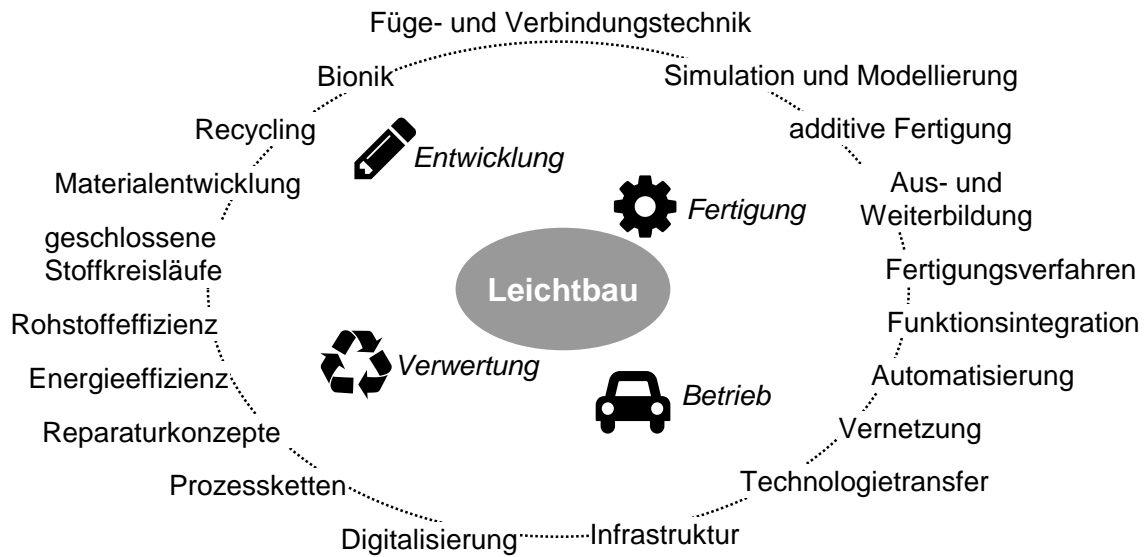 Füge- und Verbindungstechnik
Bionik
Simulation und Modellierung
Recycling
additive Fertigung
Entwicklung
Materialentwicklung
Aus- und
Weiterbildung
Fertigung
geschlossene
Stoffkreisläufe
Fertigungsverfahren
Leichtbau
Rohstoffeffizienz
Funktionsintegration
Verwertung
Energieeffizienz
Automatisierung
Betrieb
Reparaturkonzepte
Vernetzung
Prozessketten
Technologietransfer
Digitalisierung
Infrastruktur